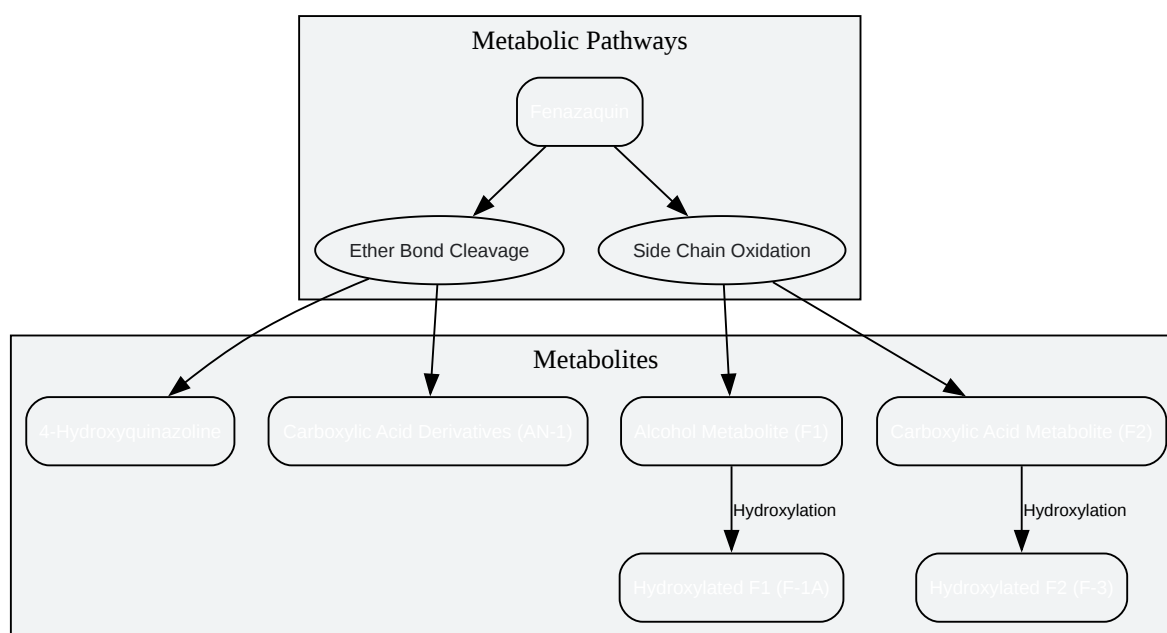 Metabolic Pathways
Fenazaquin
Ether Bond Cleavage
Side Chain Oxidation
Metabolites
4-Hydroxyquinazoline
Carboxylic Acid Derivatives (AN-1)
Alcohol Metabolite (F1)
Carboxylic Acid Metabolite (F2)
Hydroxylation
Hydroxylation
Hydroxylated F1 (F-1A)
Hydroxylated F2 (F-3)